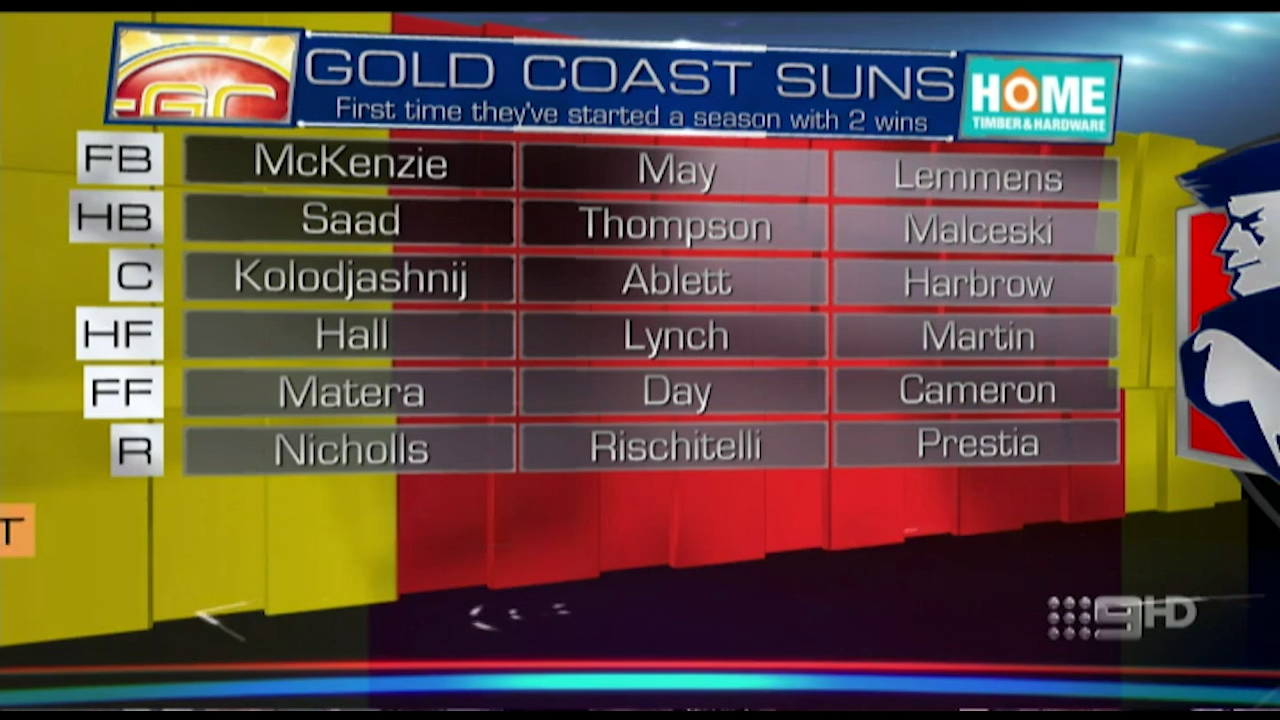 GC GOLD COAST SUNS HOME
First time they've started a season with 2 wins TIMBER & HARDWARE
FB McKenzie May Lemmens
HB Saad Thompson Malceski
C Kolodjashnij Ablett Harbrow
HF Hall Lynch Martin
FF Matera Day Cameron
R Nicholls Rischitelli Prestia
T
9HD